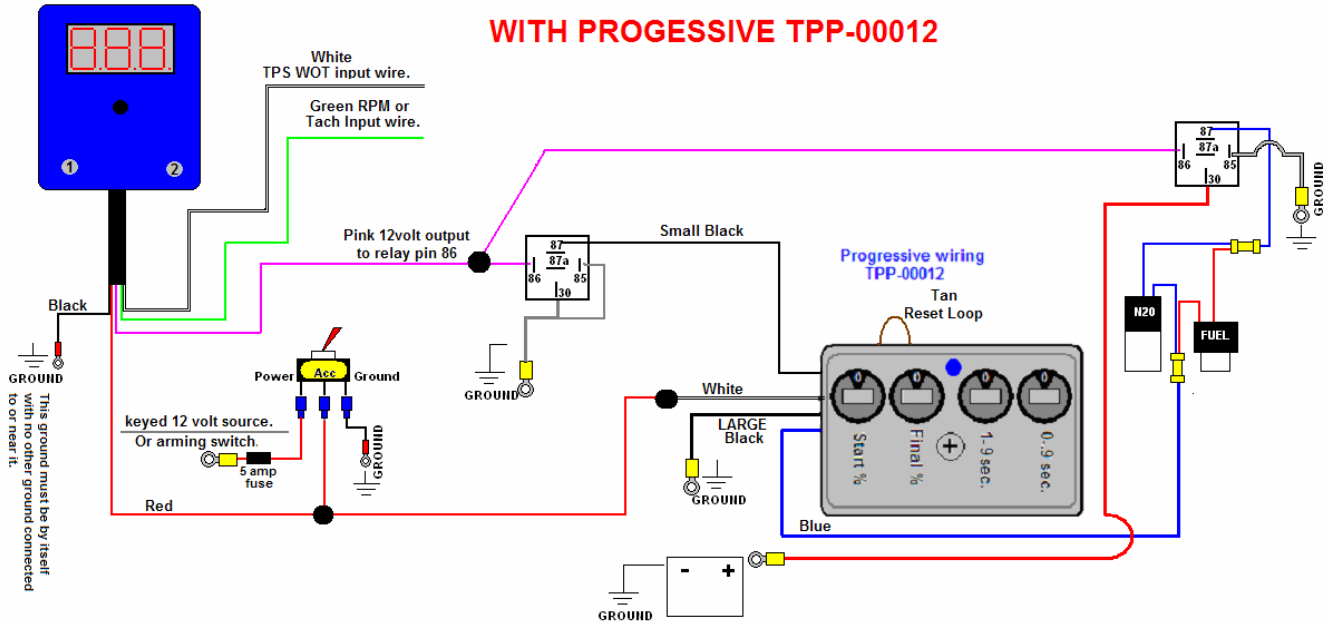 WITH PROGESSIVE TPP-00012
8.8.8.
White
TPS WOT input wire.
Green RPM or
Tach Input wire.
1
2
Pink 12volt output
to relay pin 86
87
87a
86
85
30
Small Black
87
87a
86
85
30
GROUND
Progressive wiring
TPP-00012
Tan
Reset Loop
N20
FUEL
Black
GROUND
This ground must be by itself
with no other ground connected
to or near it.
Power
Acc
Ground
keyed 12 volt source.
Or arming switch.
5 amp
fuse
GROUND
GROUND
White
LARGE
Black
GROUND
0
0
0
0
Start %
Final %
1-9 sec.
0-.9 sec.
Red
Blue
- +
GROUND